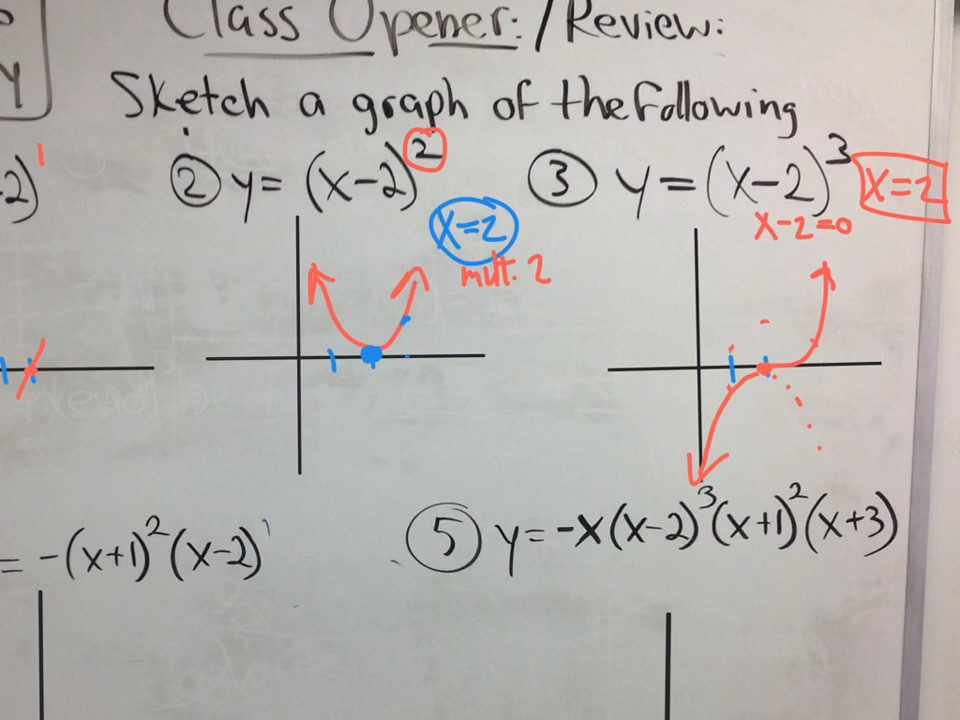 Class Opener: / Review:
Y
Sketch a graph of the following
-2)¹
② y = (x-2)²
③ y = (x-2)³
x=2
x=2
x-2=0
mult. 2
= -(x+1)²(x-2)¹
⑤ y = -x(x-2)³(x+1)²(x+3)